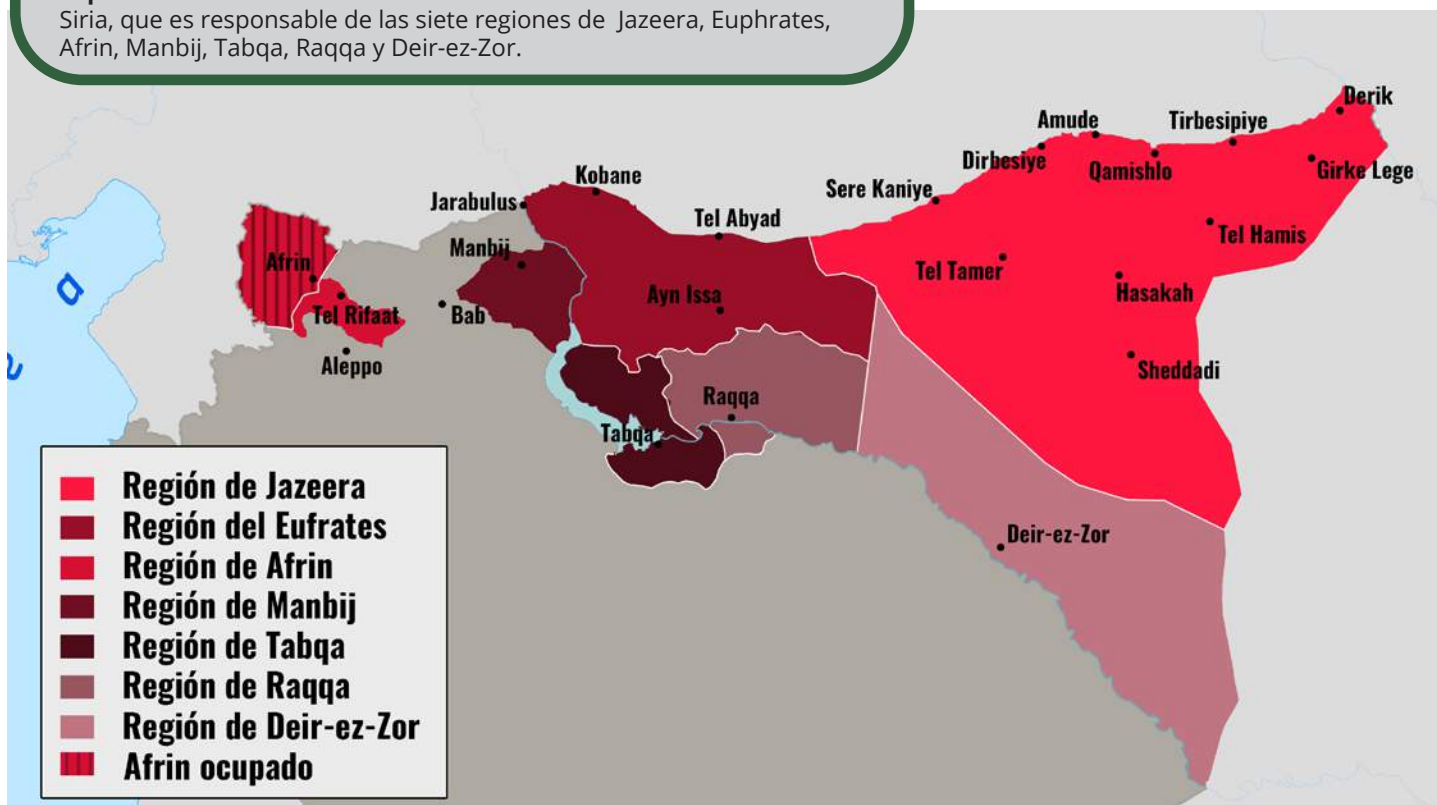 Siria, que es responsable de las siete regiones de Jazeera, Euphrates,
Afrin, Manbij, Tabqa, Raqqa y Deir-ez-Zor.
Derik
Amude
Tirbesipiye
Dirbesiye
Qamishlo
Girke Lege
Kobane
Sere Kaniye
Jarabulus
Tel Abyad
Tel Hamis
Manbij
Afrin
Tel Tamer
Hasakah
Ayn Issa
Tel Rifaat
Bab
Aleppo
Sheddadi
Raqqa
Tabqa
Deir-ez-Zor
a
Región de Jazeera
Región del Eufrates
Región de Afrin
Región de Manbij
Región de Tabqa
Región de Raqqa
Región de Deir-ez-Zor
Afrin ocupado